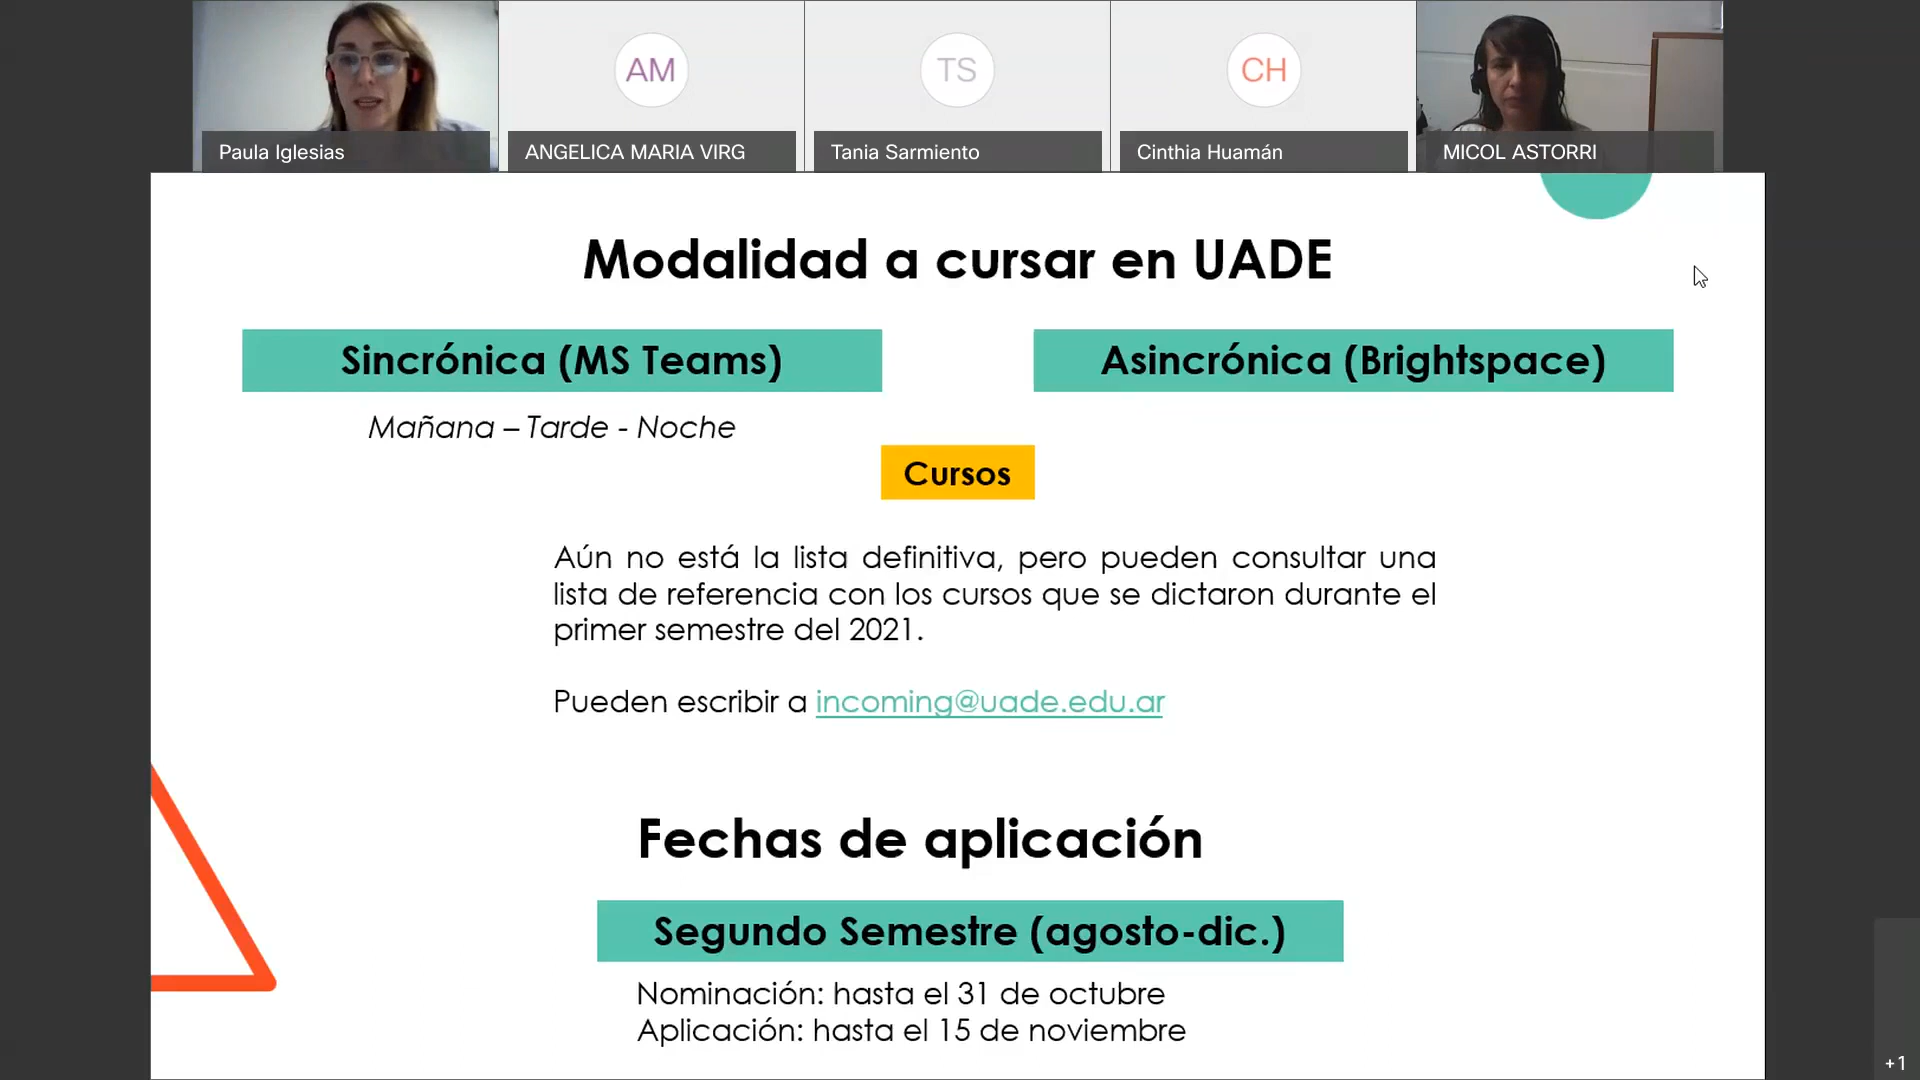 AM
TS
CH
Paula Iglesias
ANGELICA MARIA VIRG
Tania Sarmiento
Cinthia Huamán
MICOL ASTORRI
Modalidad a cursar en UADE
Sincrónica (MS Teams)
Asincrónica (Brightspace)
Mañana – Tarde - Noche
Cursos
Aún no está la lista definitiva, pero pueden consultar una
lista de referencia con los cursos que se dictaron durante el
primer semestre del 2021.
Pueden escribir a incoming@uade.edu.ar
Fechas de aplicación
Segundo Semestre (agosto-dic.)
Nominación: hasta el 31 de octubre
Aplicación: hasta el 15 de noviembre
+1